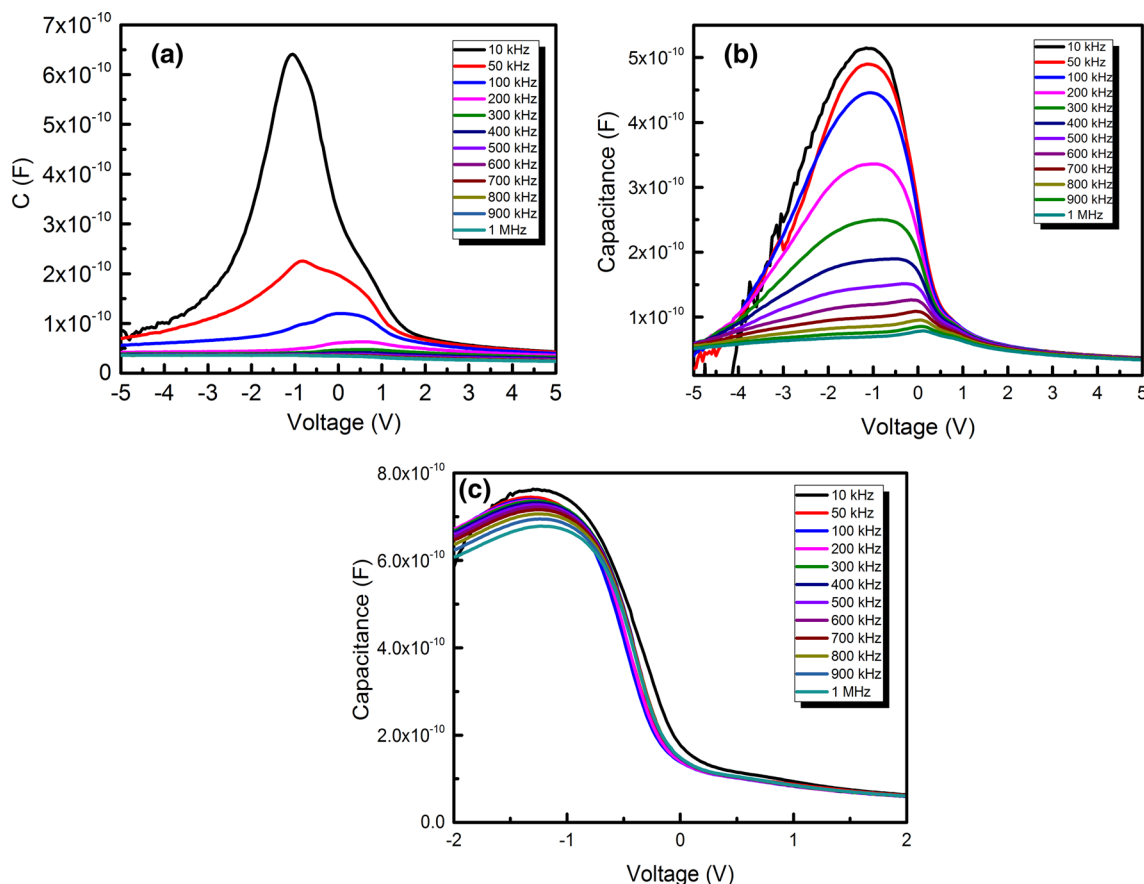 (a)
7x10⁻¹⁰
6x10⁻¹⁰
5x10⁻¹⁰
4x10⁻¹⁰
3x10⁻¹⁰
2x10⁻¹⁰
1x10⁻¹⁰
0
C (F)
-5 -4 -3 -2 -1 0 1 2 3 4 5
Voltage (V)
10 kHz
50 kHz
100 kHz
200 kHz
300 kHz
400 kHz
500 kHz
600 kHz
700 kHz
800 kHz
900 kHz
1 MHz
(b)
5x10⁻¹⁰
4x10⁻¹⁰
3x10⁻¹⁰
2x10⁻¹⁰
1x10⁻¹⁰
Capacitance (F)
-5 -4 -3 -2 -1 0 1 2 3 4 5
Voltage (V)
10 kHz
50 kHz
100 kHz
200 kHz
300 kHz
400 kHz
500 kHz
600 kHz
700 kHz
800 kHz
900 kHz
1 MHz
(c)
8.0x10⁻¹⁰
6.0x10⁻¹⁰
4.0x10⁻¹⁰
2.0x10⁻¹⁰
0.0
Capacitance (F)
-2 -1 0 1 2
Voltage (V)
10 kHz
50 kHz
100 kHz
200 kHz
300 kHz
400 kHz
500 kHz
600 kHz
700 kHz
800 kHz
900 kHz
1 MHz